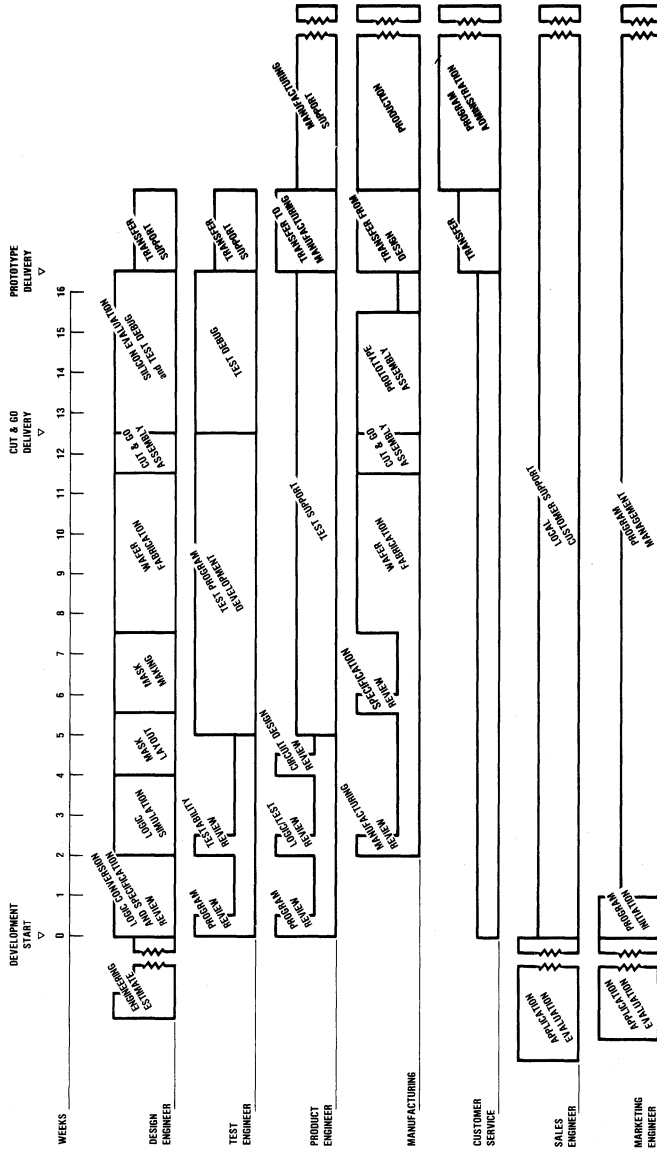 DEVELOPMENT
START
CUT & GO
DELIVERY
PROTOTYPE
DELIVERY
WEEKS
0 1 2 3 4 5 6 7 8 9 10 11 12 13 14 15 16
DESIGN
ENGINEER
ENGINEERING
ESTIMATE
LOGIC CONVERSION
AND SPECIFICATION
REVIEW
LOGIC
SIMULATION
MASK
LAYOUT
MASK
MAKING
WAFER
FABRICATON
CUT & GO
ASSEMBLY
SILICON EVALUATION
and TEST DEBUG
TRANSFER
SUPPORT
TEST
ENGINEER
PROGRAM
REVIEW
TESTABILITY
REVIEW
TEST PROGRAM
DEVELOPMENT
TEST DEBUG
TRANSFER
SUPPORT
PRODUCT
ENGINEER
PROGRAM
REVIEW
LOGIC/TEST
REVIEW
CIRCUIT DESIGN
REVIEW
TEST SUPPORT
TRANSFER TO
MANUFACTURING
MANUFACTURING
SUPPORT
MANUFACTURING
MANUFACTURING
REVIEW
SPECIFICATION
REVIEW
WAFER
FABRICATION
CUT & GO
ASSEMBLY
PROTOTYPE
ASSEMBLY
TRANSFER FROM
DESIGN
PRODUCTION
CUSTOMER
SERVICE
TRANSFER
PROGRAM
ADMINISTRATION
SALES
ENGINEER
APPLICATION
EVALUATION
LOCAL
CUSTOMER SUPPORT
MARKETING
ENGINEER
APPLICATION
EVALUATION
PROGRAM
INITIATION
PROGRAM
MANAGEMENT